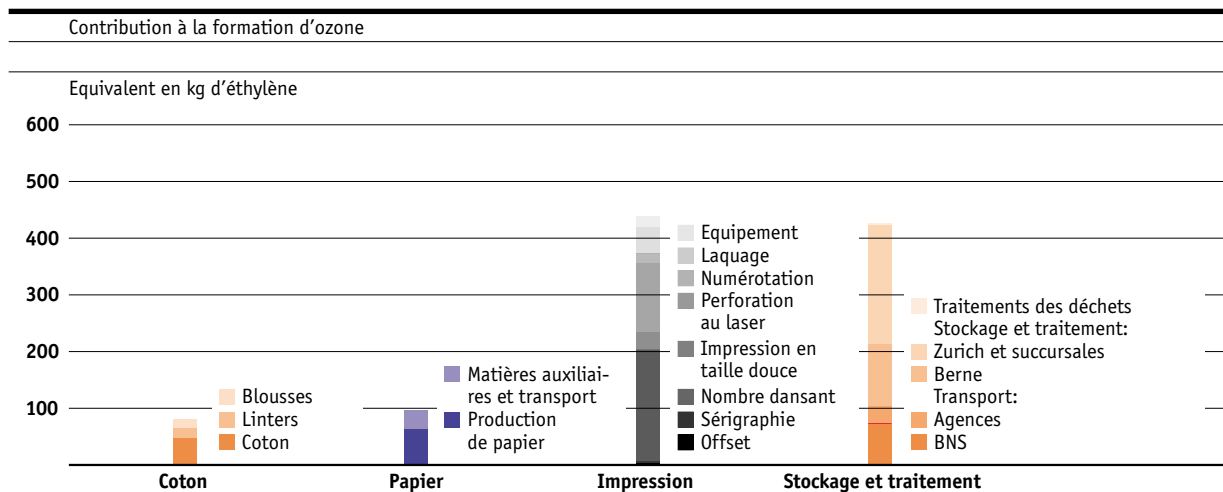 Contribution à la formation d'ozone
Equivalent en kg d'éthylène
600
500
400
300
200
100
Blousses
Linters
Coton
Matières auxiliai-
res et transport
Production
de papier
Equipement
Laquage
Numérotation
Perforation
au laser
Impression en
taille douce
Nombre dansant
Sérigraphie
Offset
Traitements des déchets
Stockage et traitement:
Zurich et succursales
Berne
Transport:
Agences
BNS
Coton
Papier
Impression
Stockage et traitement